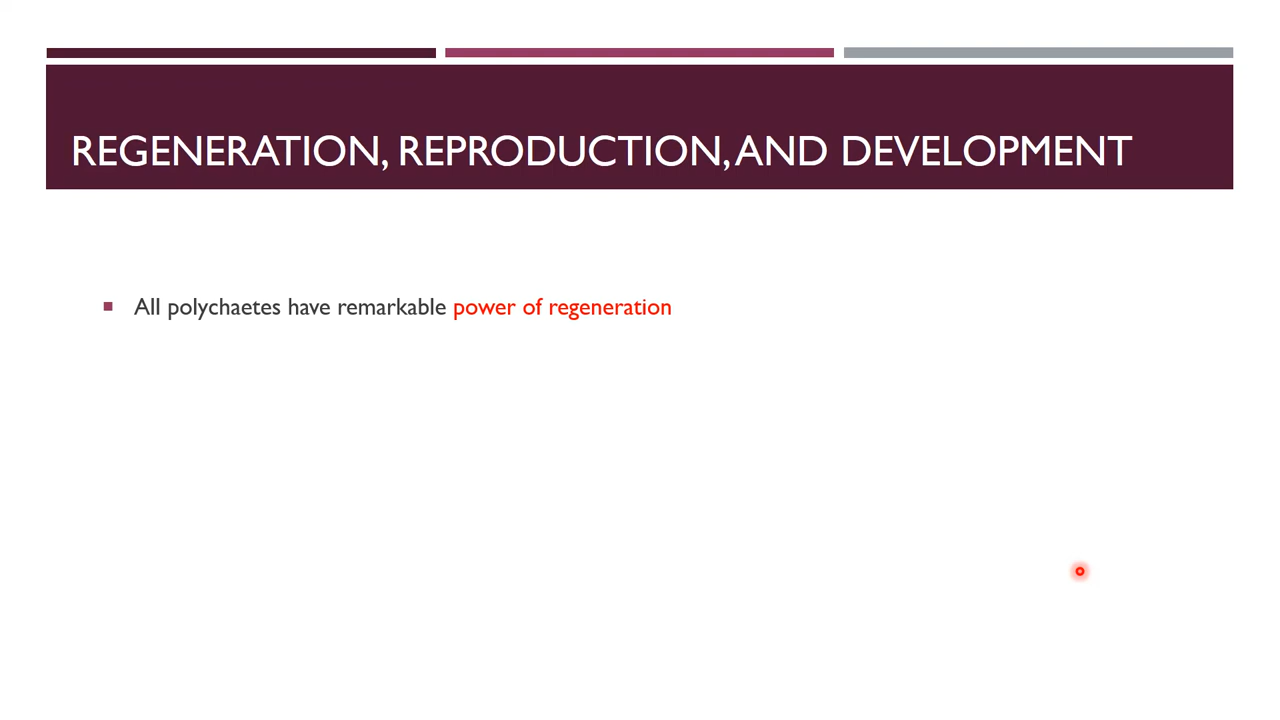 REGENERATION, REPRODUCTION, AND DEVELOPMENT
All polychaetes have remarkable power of regeneration